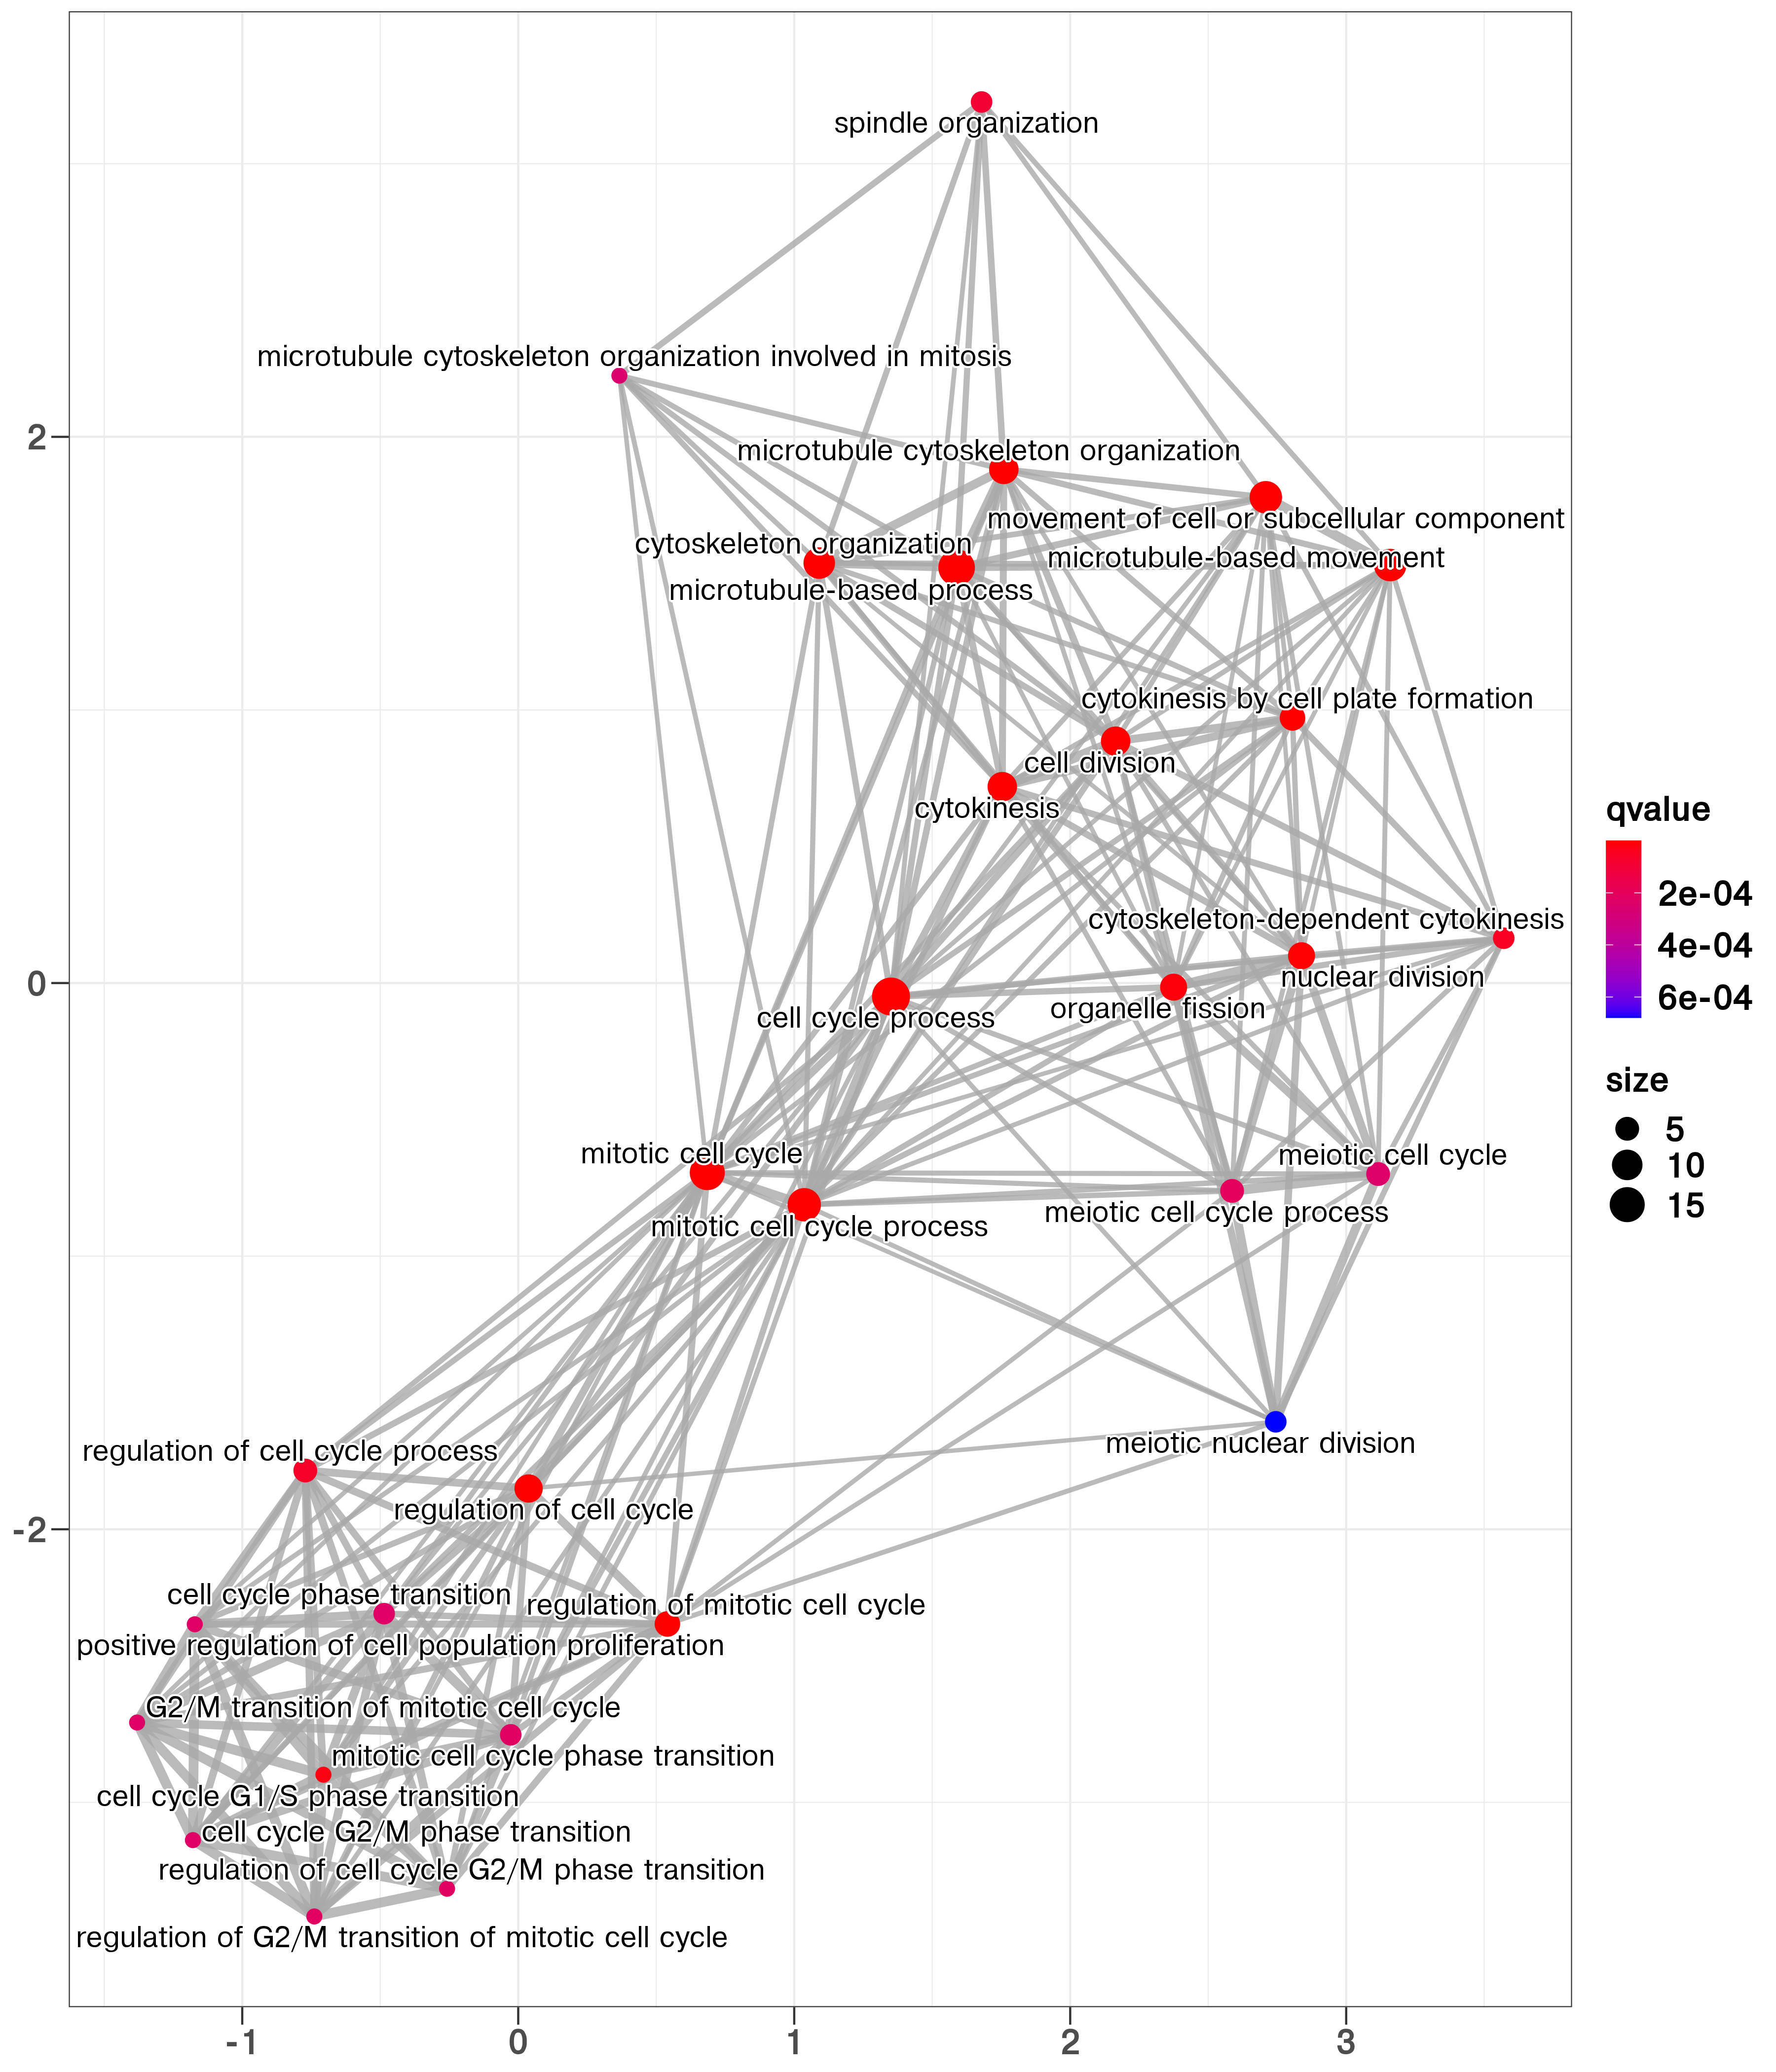 spindle organization
microtubule cytoskeleton organization involved in mitosis
2
microtubule cytoskeleton organization
movement of cell or subcellular component
cytoskeleton organization
microtubule-based movement
microtubule-based process
cytokinesis by cell plate formation
cell division
cytokinesis
cytoskeleton-dependent cytokinesis
nuclear division
0
organelle fission
cell cycle process
mitotic cell cycle
meiotic cell cycle
meiotic cell cycle process
mitotic cell cycle process
meiotic nuclear division
regulation of cell cycle process
regulation of cell cycle
-2
cell cycle phase transition
regulation of mitotic cell cycle
positive regulation of cell population proliferation
G2/M transition of mitotic cell cycle
mitotic cell cycle phase transition
cell cycle G1/S phase transition
cell cycle G2/M phase transition
regulation of cell cycle G2/M phase transition
regulation of G2/M transition of mitotic cell cycle
-1 0 1 2 3
qvalue
2e-04
4e-04
6e-04
size
5
10
15